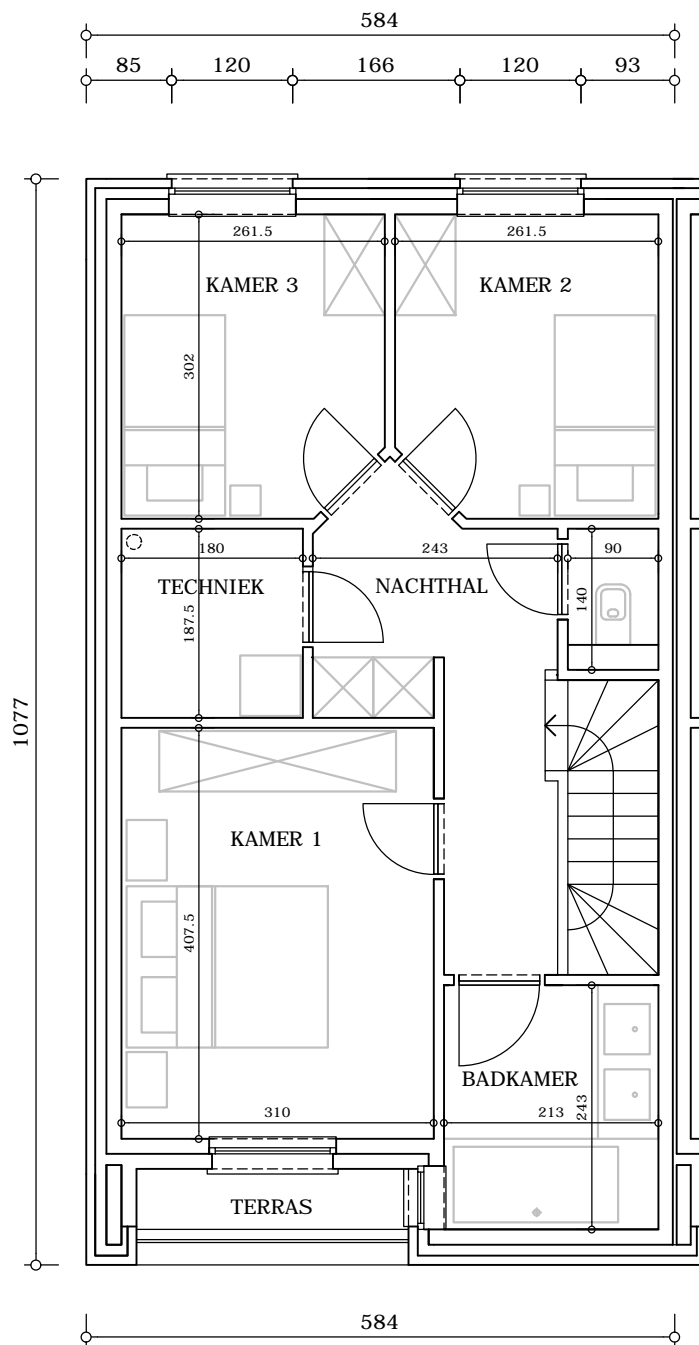 584
85 120 166 120 93
261.5 261.5
KAMER 3 KAMER 2
302
180 243 90
TECHNIEK NACHTHAL
140
187.5
1077
KAMER 1
407.5
BADKAMER
310 213
243
TERRAS
584